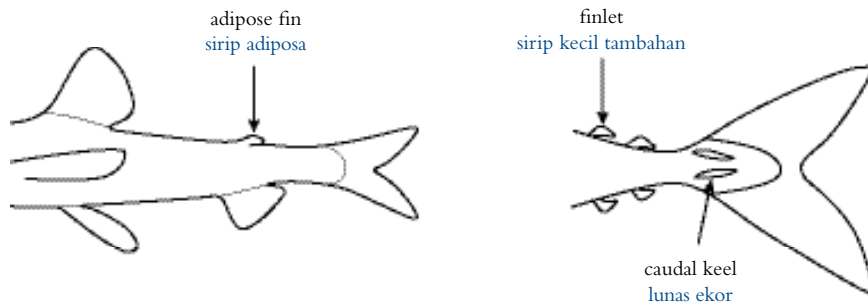 adipose fin
sirip adiposa
finlet
sirip kecil tambahan
caudal keel
lunas ekor